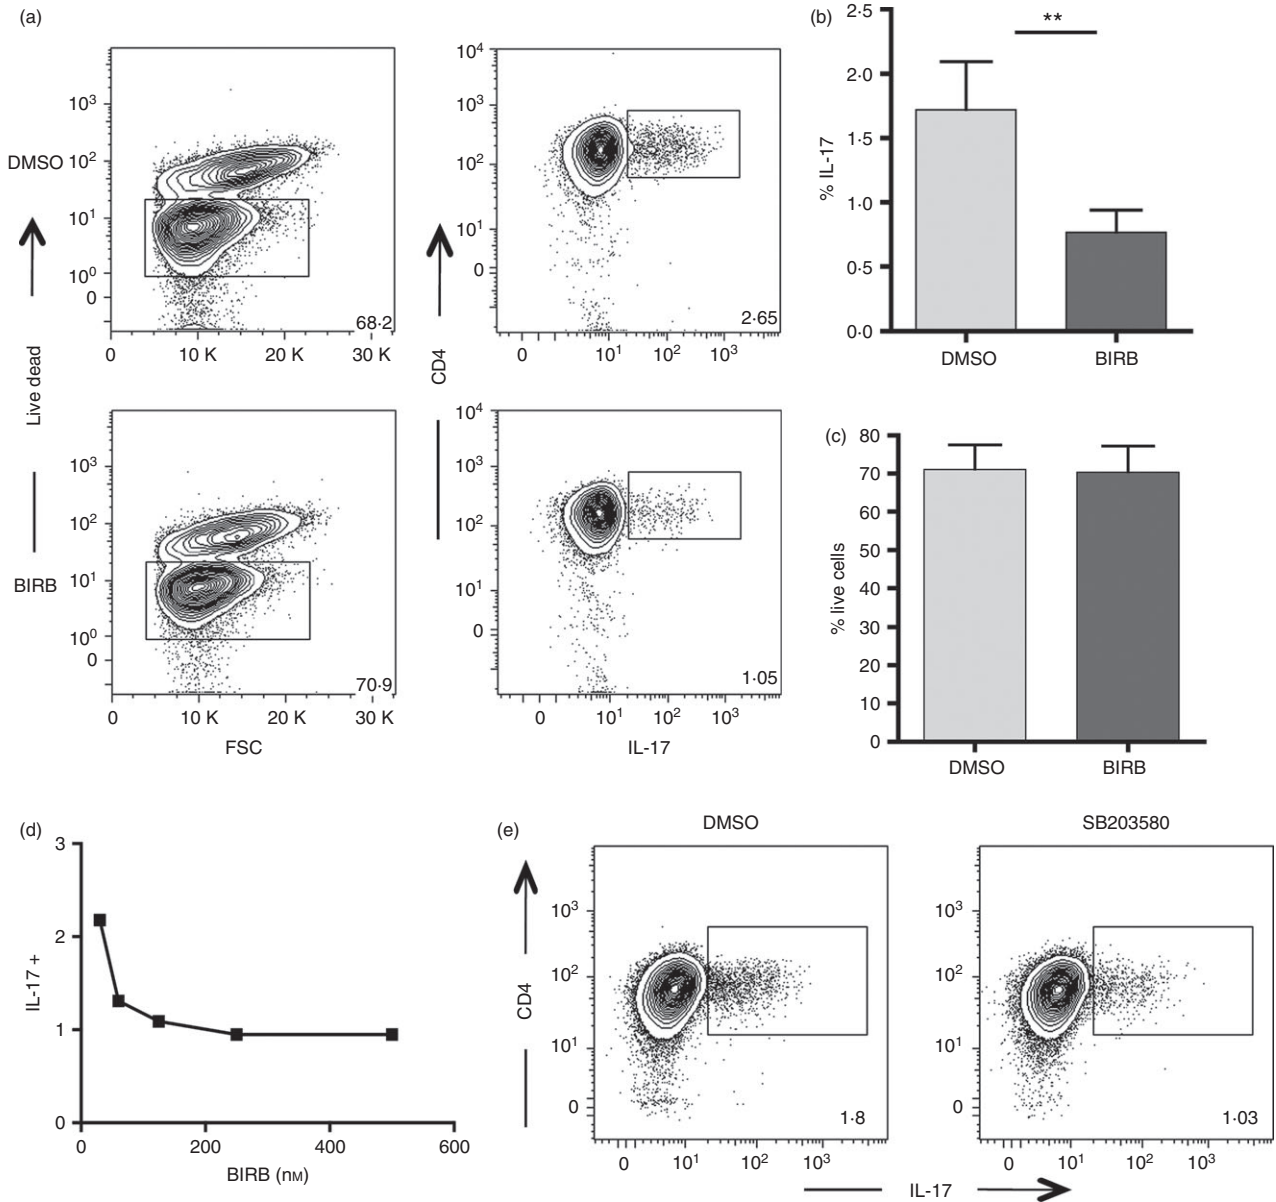 (a)
DMSO
Live dead
BIRB
10³
10²
10¹
10⁰
0
68·2
0 10 K 20 K 30 K
CD4
10⁴
10³
10²
10¹
0
2·65
0 10¹ 10² 10³
10³
10²
10¹
10⁰
0
70·9
0 10 K 20 K 30 K
FSC
10⁴
10³
10²
10¹
0
1·05
0 10¹ 10² 10³
IL-17
(b)
% IL-17
2·5
2·0
1·5
1·0
0·5
0·0
**
DMSO BIRB
(c)
% live cells
80
70
60
50
40
30
20
10
0
DMSO BIRB
(d)
IL-17 +
3
2
1
0
0 200 400 600
BIRB (nM)
(e)
DMSO
CD4
10³
10²
10¹
0
1·8
0 10¹ 10² 10³
SB203580
10³
10²
10¹
0
1·03
0 10¹ 10² 10³
IL-17